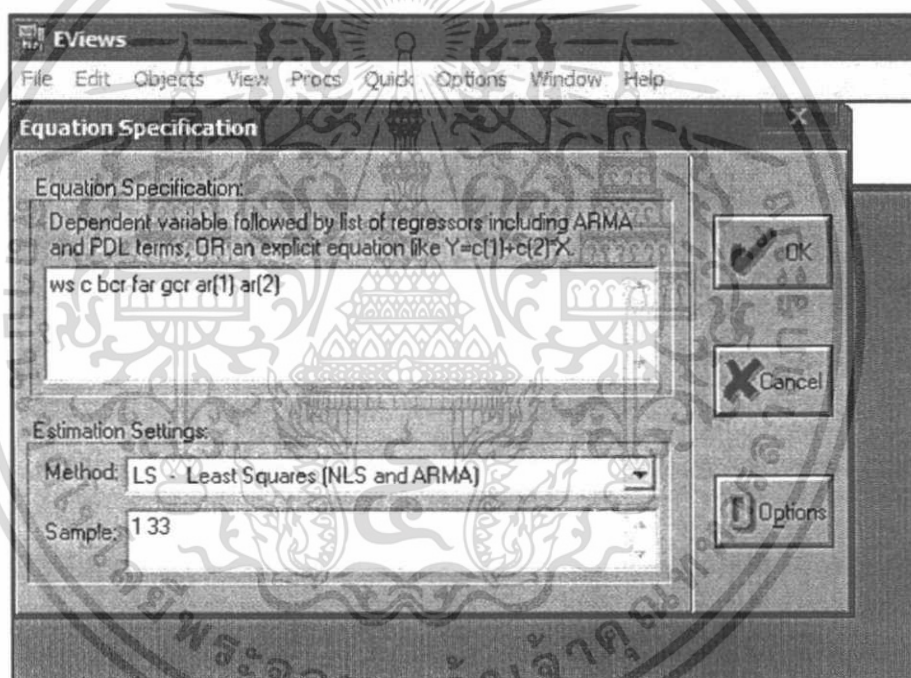 EViews
File Edit Objects View Procs Quick Options Window Help
Equation Specification
Equation Specification:
Dependent variable followed by list of regressors including ARMA
and PDL terms, OR an explicit equation like Y=c(1)+c(2)*X.
ws c bcr far gcr ar(1) ar(2)
OK
Cancel
Estimation Settings:
Method: LS - Least Squares (NLS and ARMA)
Sample: 1 33
Options